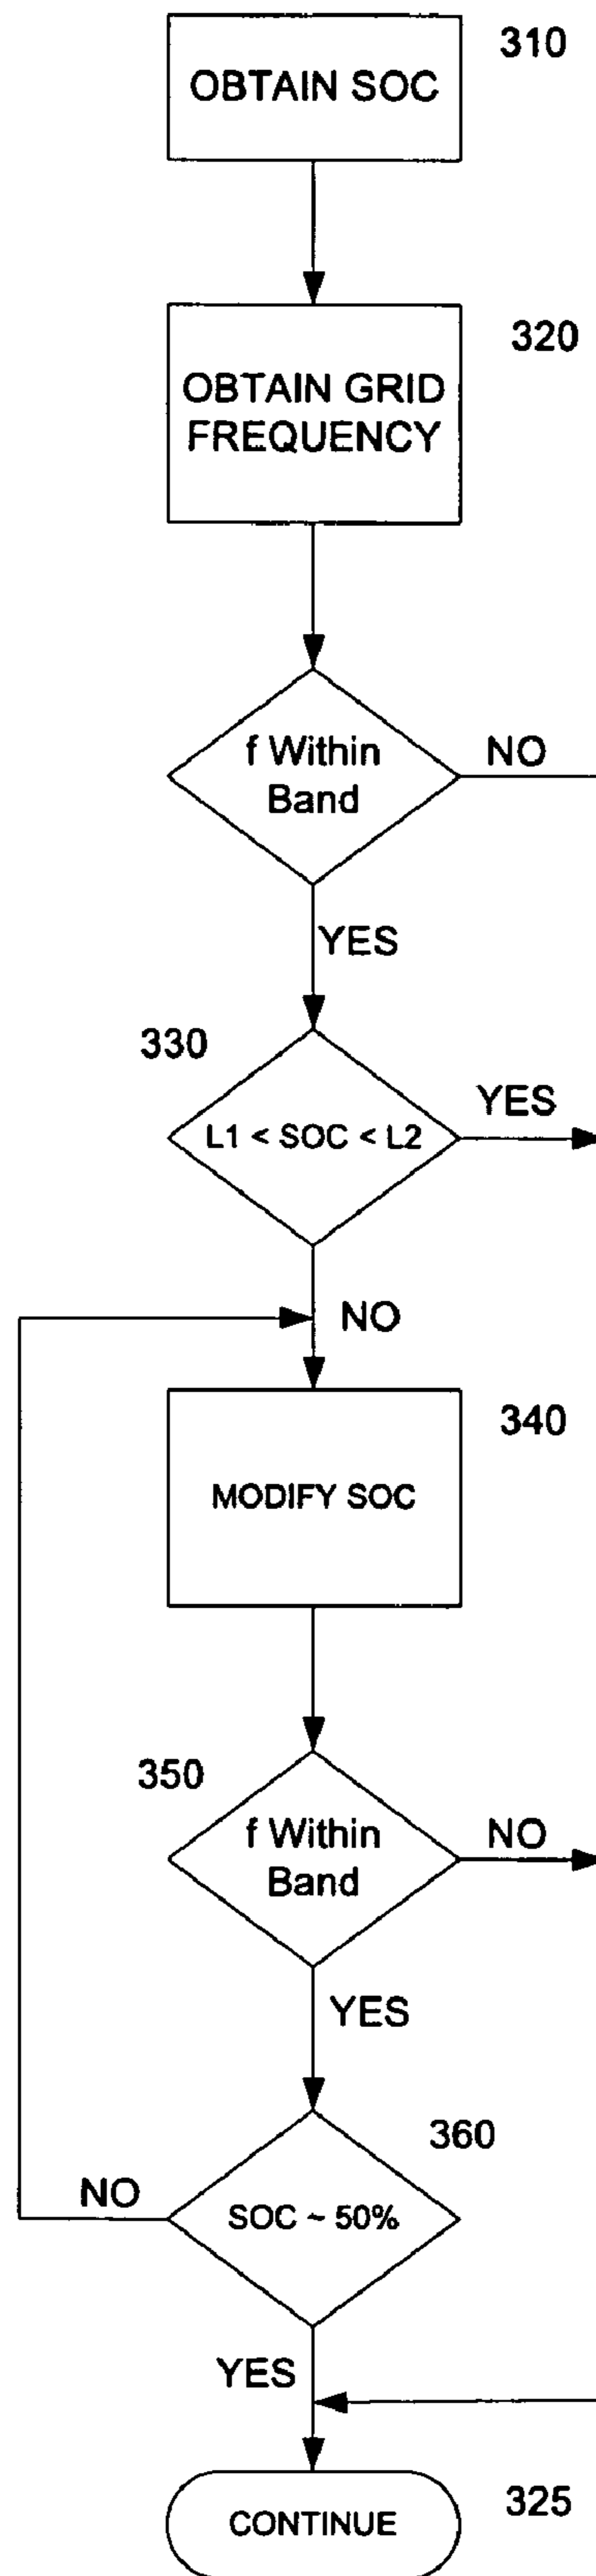 310
OBTAIN SOC
320
OBTAIN GRID
FREQUENCY
f Within
Band
NO
YES
330
L1 < SOC < L2
YES
NO
340
MODIFY SOC
350
f Within
Band
NO
YES
360
SOC ~ 50%
NO
YES
325
CONTINUE